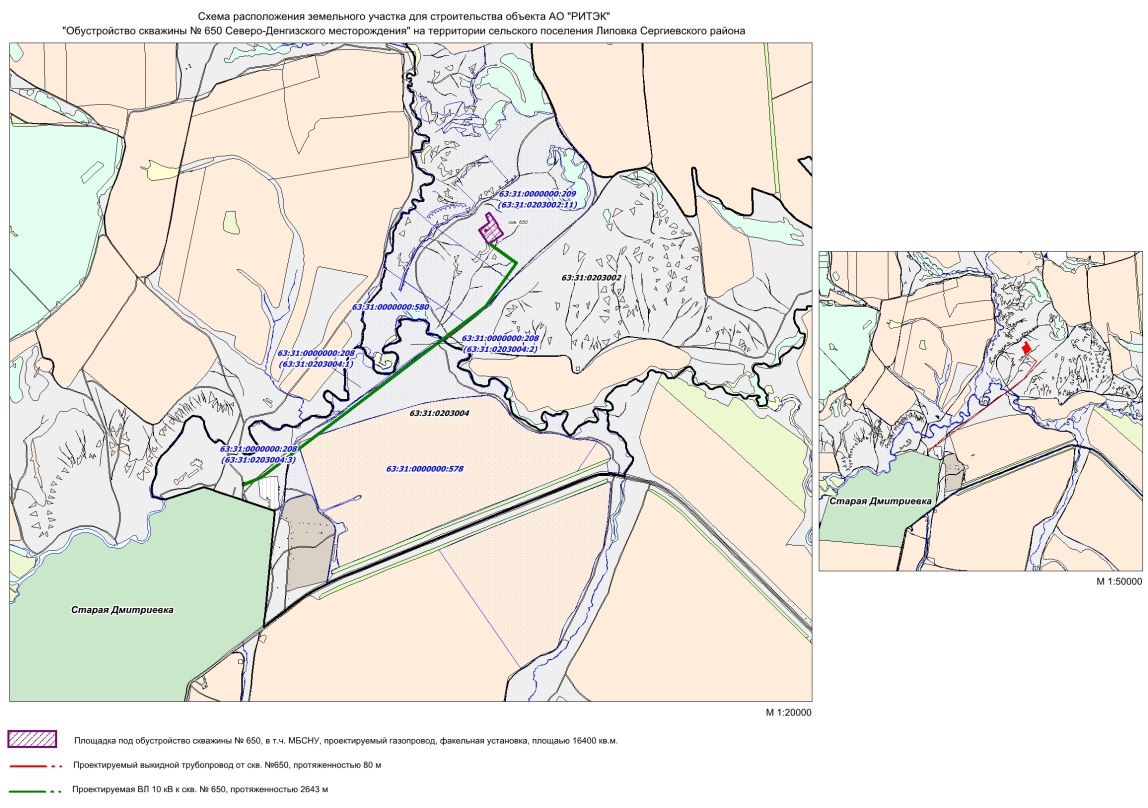 Схема расположения земельного участка для строительства объекта АО "РИТЭК"
"Обустройство скважины № 650 Северо-Денгизского месторождения" на территории сельского поселения Липовка Сергиевского района
63:31:0000000:209
(63:31:0203002:11)
скв. 650
63:31:0203002
63:31:0000000:580
63:31:0000000:208
(63:31:0203004:2)
63:31:0000000:208
(63:31:0203004:1)
63:31:0203004
63:31:0000000:208
(63:31:0203004:3)
63:31:0000000:578
Старая Дмитриевка
Старая Дмитриевка
М 1:50000
М 1:20000
Площадка под обустройство скважины № 650, в т.ч. МБСНУ, проектируемый газопровод, факельная установка, площаью 16400 кв.м.
Проектируемый выкидной трубопровод от скв. №650, протяженностью 80 м
Проектируемая ВЛ 10 кВ к скв. № 650, протяженностью 2643 м